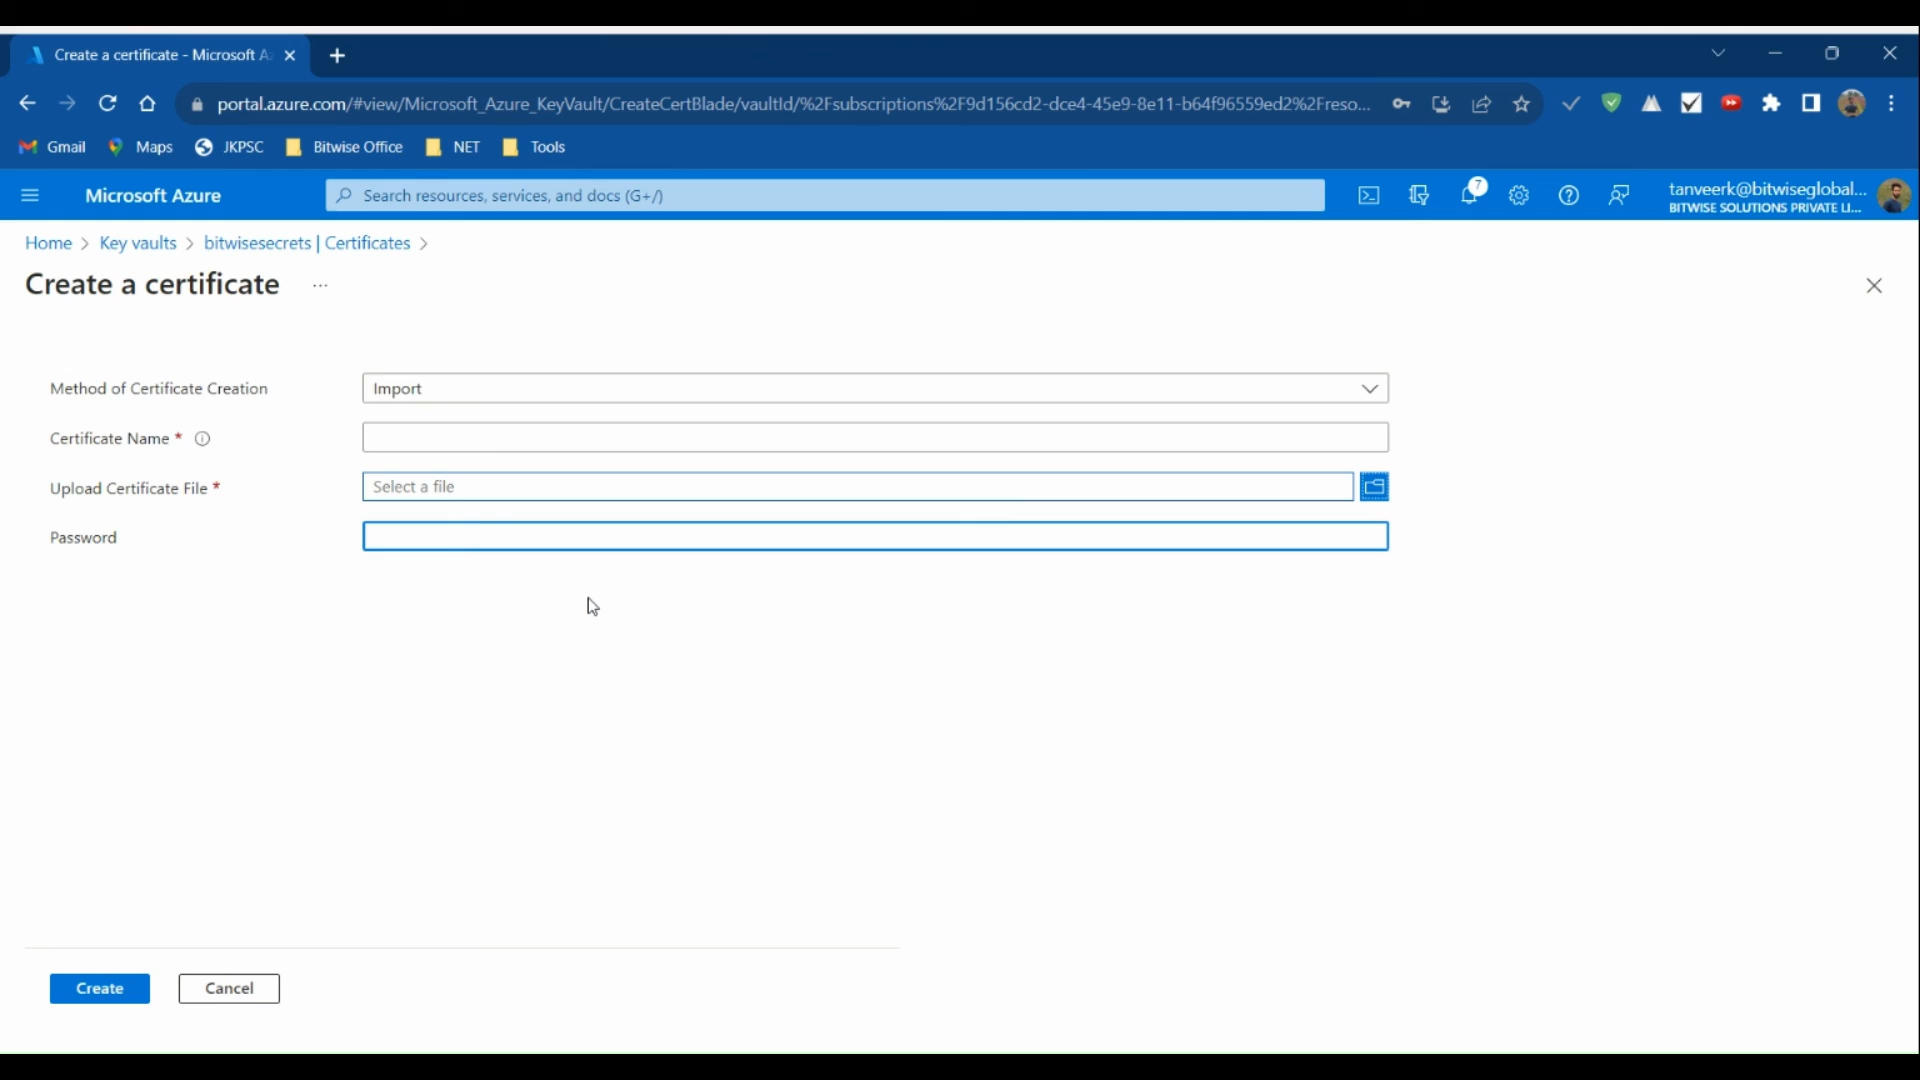 Create a certificate - Microsoft A
portal.azure.com/#view/Microsoft_Azure_KeyVault/CreateCertBlade/vaultId/%2Fsubscriptions%2F9d156cd2-dce4-45e9-8e11-b64f96559ed2%2Freso...
Gmail Maps JKPSC Bitwise Office NET Tools
Microsoft Azure Search resources, services, and docs (G+/) 7 tanveerk@bitwiseglobal...
BITWISE SOLUTIONS PRIVATE LI...
Home > Key vaults > bitwisesecrets | Certificates >
Create a certificate ...
Method of Certificate Creation Import
Certificate Name *
Upload Certificate File * Select a file
Password
Create Cancel